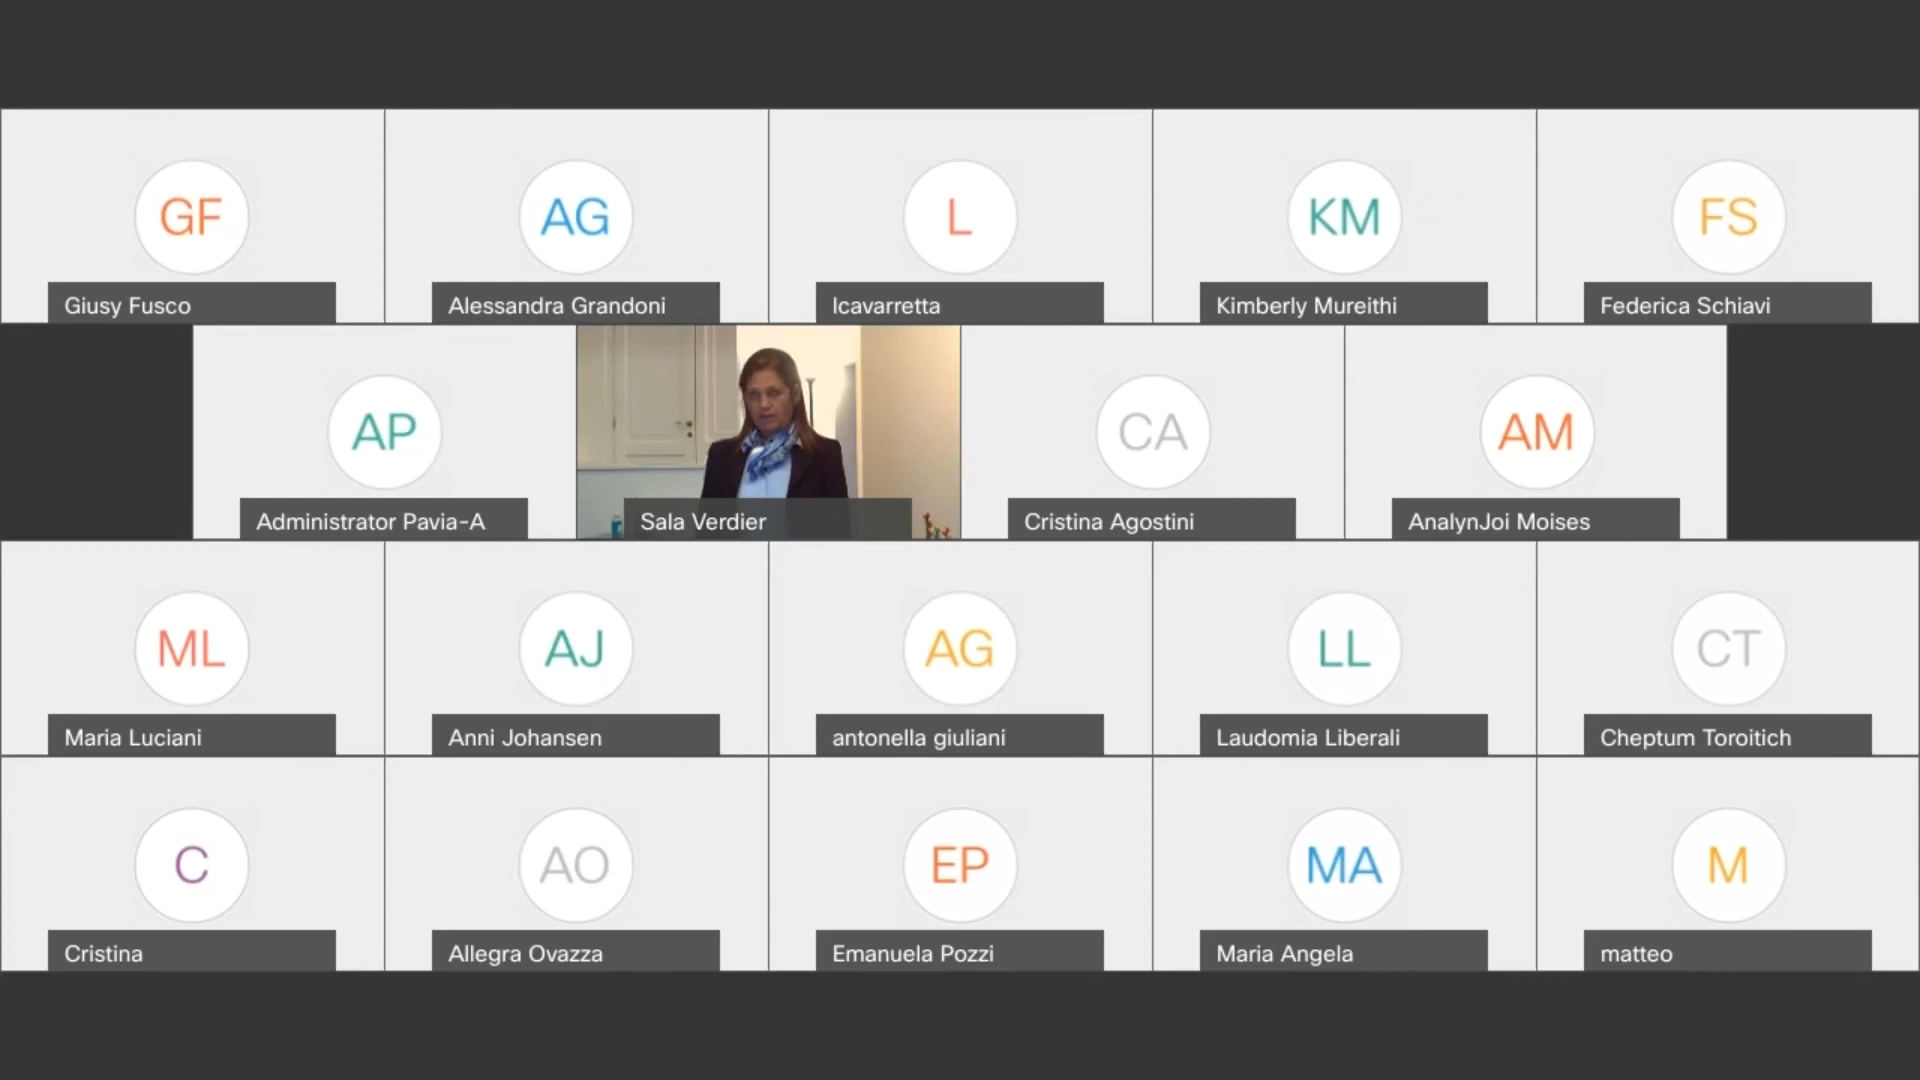 GF
AG
L
KM
FS
Giusy Fusco
Alessandra Grandoni
lcavarretta
Kimberly Mureithi
Federica Schiavi
AP
CA
AM
Administrator Pavia-A
Sala Verdier
Cristina Agostini
AnalynJoi Moises
ML
AJ
AG
LL
CT
Maria Luciani
Anni Johansen
antonella giuliani
Laudomia Liberali
Cheptum Toroitich
C
AO
EP
MA
M
Cristina
Allegra Ovazza
Emanuela Pozzi
Maria Angela
matteo